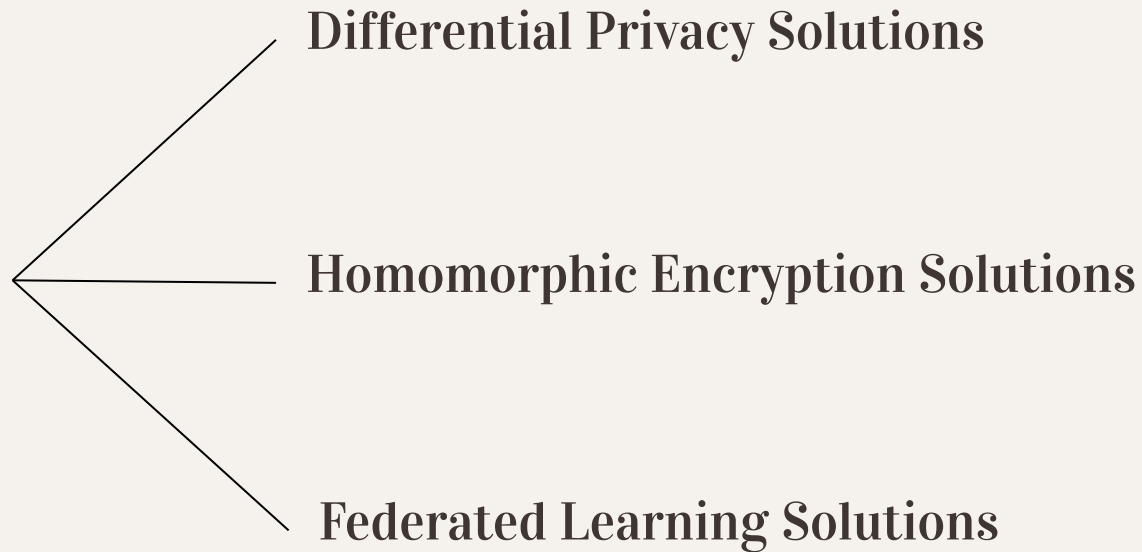 Differential Privacy Solutions
Homomorphic Encryption Solutions
Federated Learning Solutions